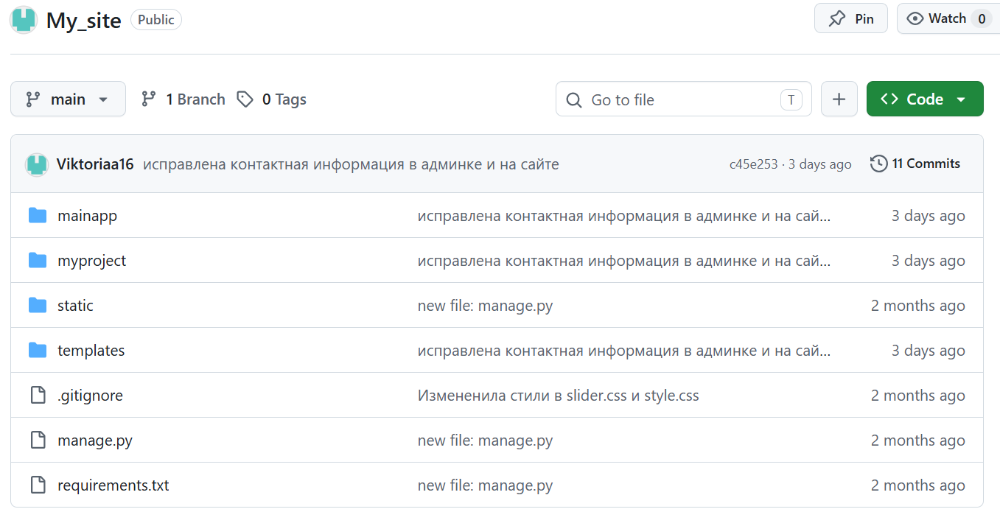 My_site Public Pin Watch 0
main 1 Branch 0 Tags Go to file T + Code
Viktoriaa16 исправлена контактная информация в админке и на сайте c45e253 · 3 days ago 11 Commits
mainapp исправлена контактная информация в админке и на сай... 3 days ago
myproject исправлена контактная информация в админке и на сай... 3 days ago
static new file: manage.py 2 months ago
templates исправлена контактная информация в админке и на сай... 3 days ago
.gitignore Измененила стили в slider.css и style.css 2 months ago
manage.py new file: manage.py 2 months ago
requirements.txt new file: manage.py 2 months ago